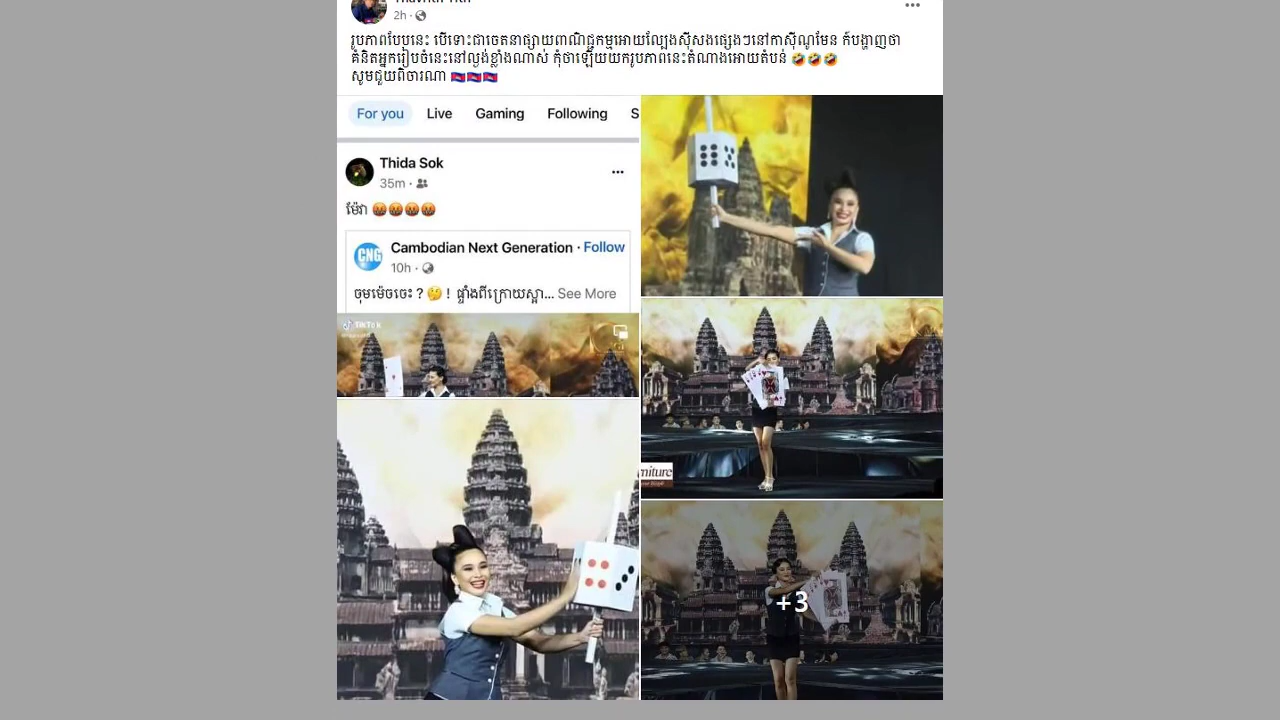 2h ·
រូបភាពបែបនេះ បើទោះជាចេតនាផ្សាយពាណិជ្ជកម្មអោយល្បែងស៊ីសងផ្សេងៗនៅកាស៊ីណូមែន ក៍បង្ហាញថា
គំនិតអ្នករៀបចំនេះនៅល្ងង់ខ្លាំងណាស់ កុំថាឡើយយករូបភាពនេះតំណាងអោយតំបន់ 🤣🤣🤣
សូមជួយពិចារណា 🇰🇭🇰🇭🇰🇭
For you Live Gaming Following S
Thida Sok
35m ·
ម៉ែវា 🤬🤬🤬🤬
CNG
Cambodian Next Generation · Follow
10h ·
ចុមម៉េចចេះ ? 🤔 ! ផ្ទាំងពីក្រោយស្អា... See More
TikTok
niture
+3